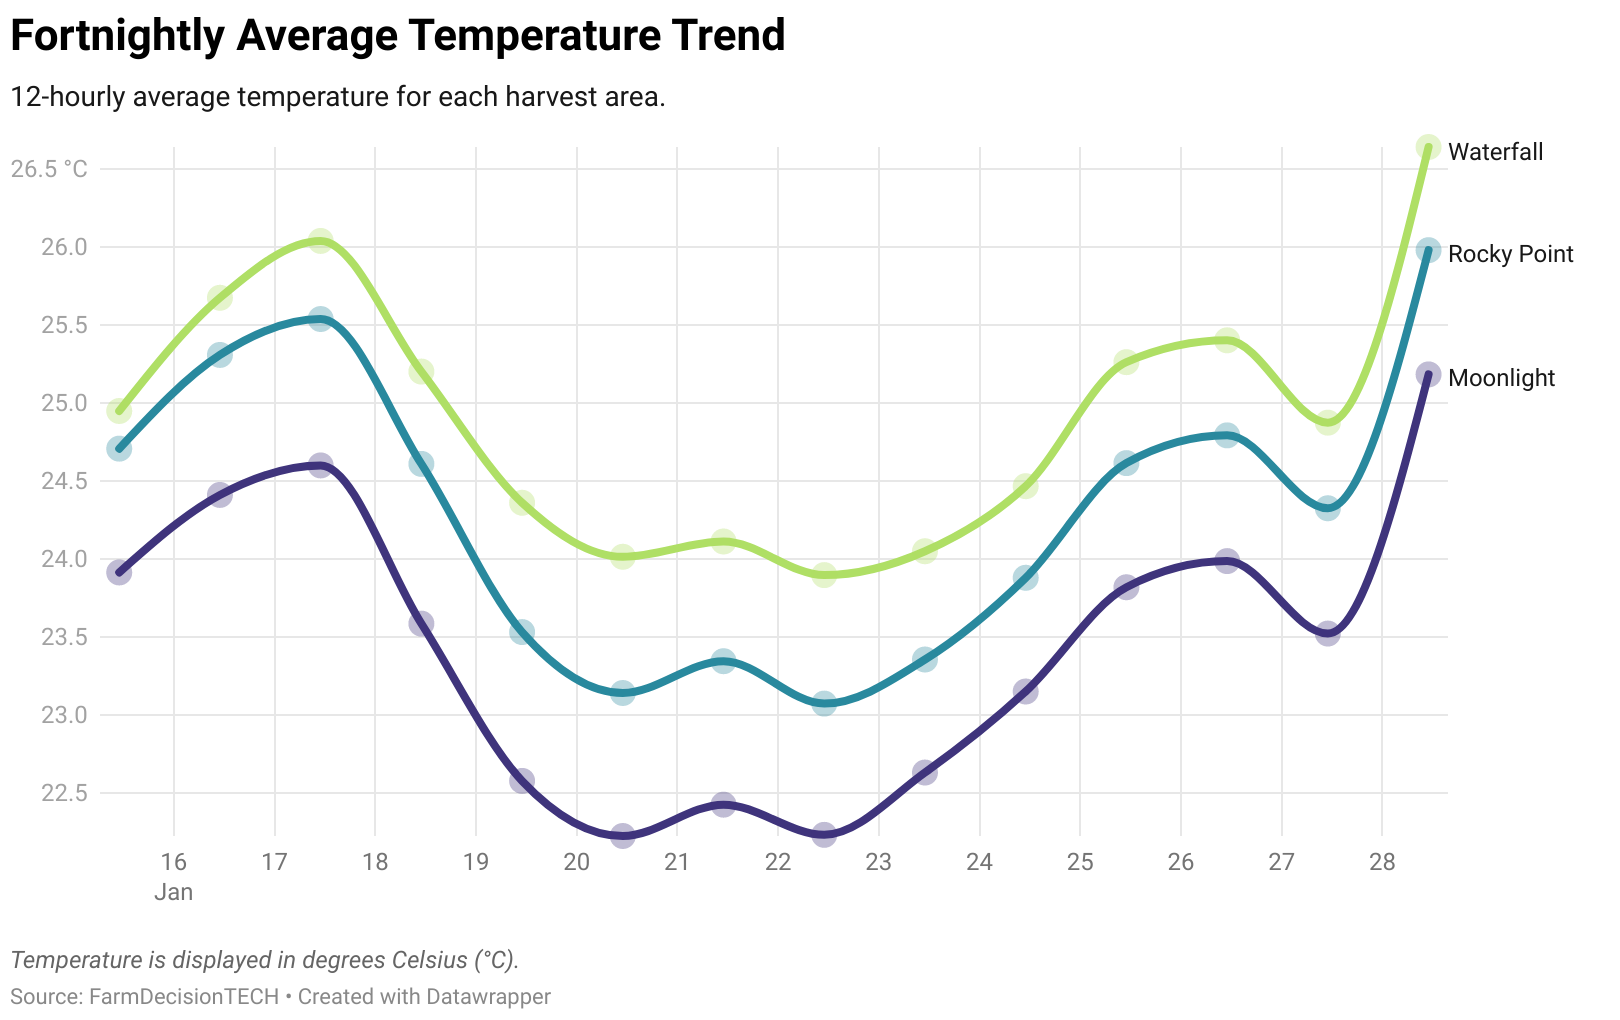 Fortnightly Average Temperature Trend
12-hourly average temperature for each harvest area.
26.5 °C
26.0
25.5
25.0
24.5
24.0
23.5
23.0
22.5
Waterfall
Rocky Point
Moonlight
16 17 18 19 20 21 22 23 24 25 26 27 28
Jan
Temperature is displayed in degrees Celsius (°C).
Source: FarmDecisionTECH • Created with Datawrapper